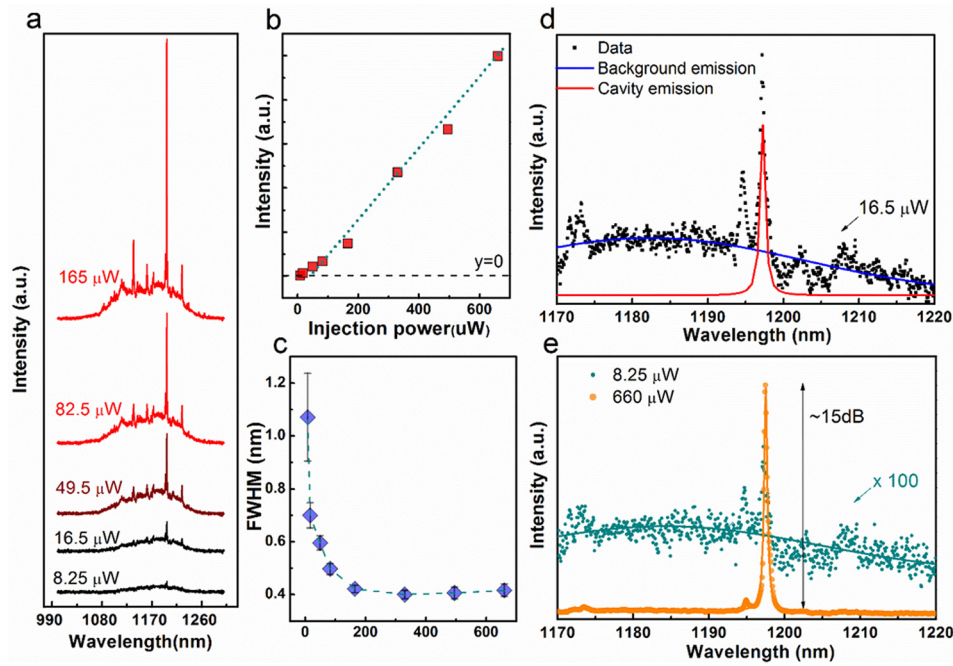 a
165 μW
82.5 μW
49.5 μW
16.5 μW
8.25 μW
Intensity (a.u.)
990 1080 1170 1260
Wavelength(nm)
b
Intensity (a.u.)
y=0
0 200 400 600
Injection power(uW)
c
FWHM (nm)
1.2
1.0
0.8
0.6
0.4
0 200 400 600
d
Data
Background emission
Cavity emission
16.5 μW
Intensity (a.u.)
1170 1180 1190 1200 1210 1220
Wavelength (nm)
e
8.25 μW
660 μW
~15dB
x 100
Intensity (a.u.)
1170 1180 1190 1200 1210 1220
Wavelength (nm)